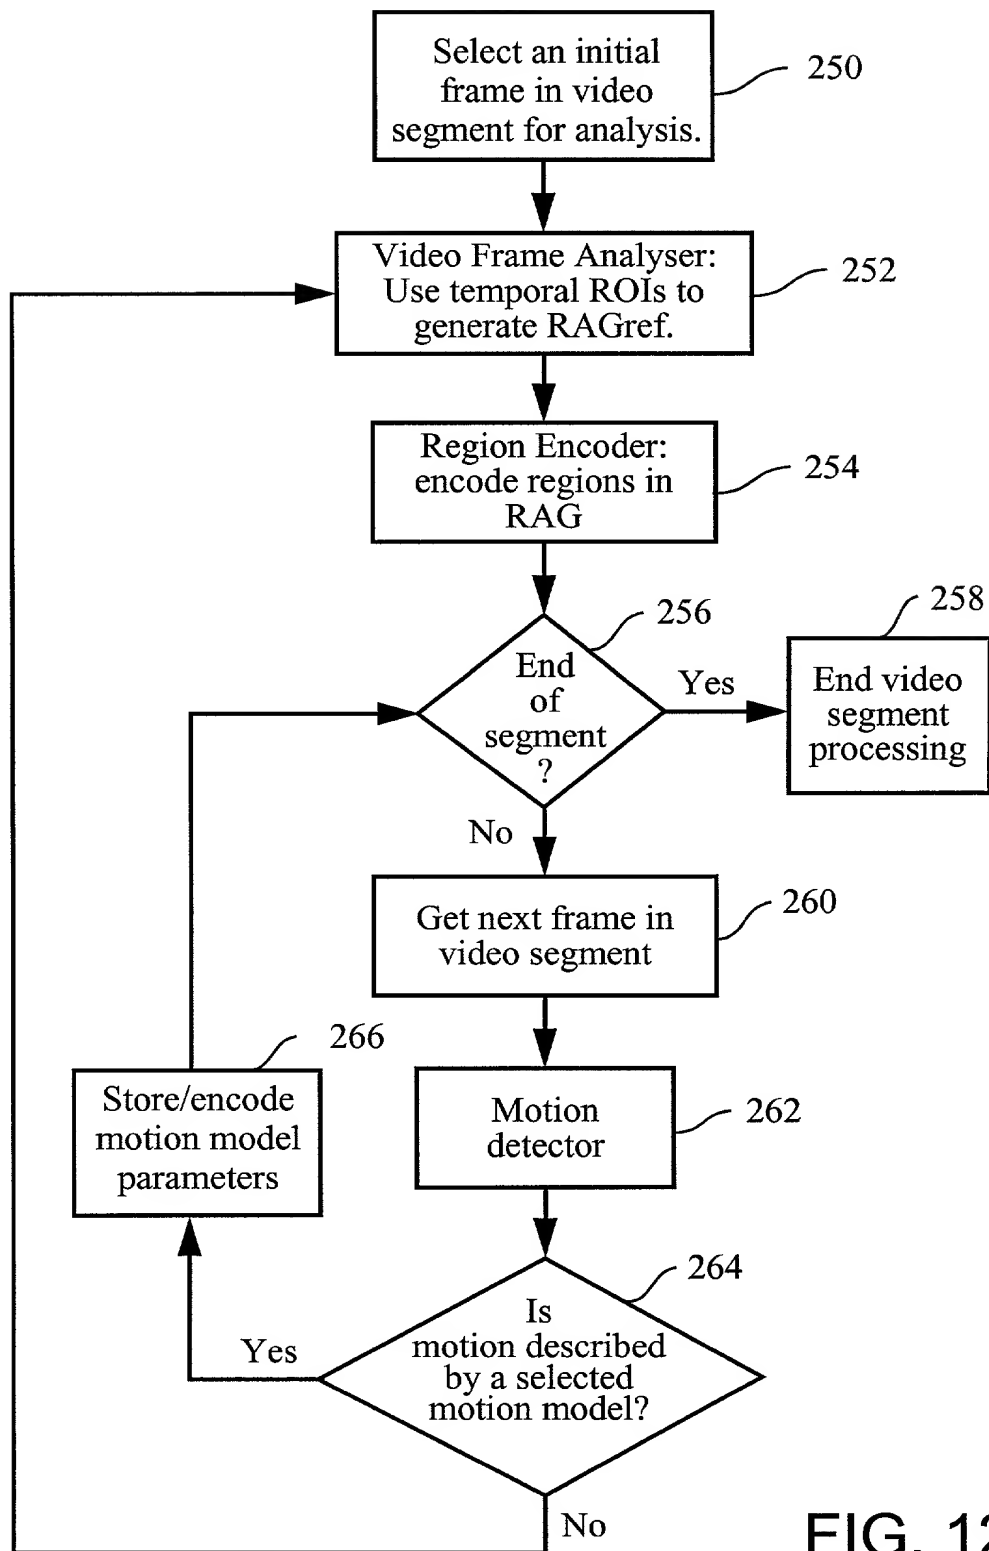 Select an initial
frame in video
segment for analysis.
250
Video Frame Analyser:
Use temporal ROIs to
generate RAGref.
252
Region Encoder:
encode regions in
RAG
254
256
End
of
segment
?
Yes
258
End video
segment
processing
No
Get next frame in
video segment
260
266
Store/encode
motion model
parameters
Motion
detector
262
264
Is
motion described
by a selected
motion model?
Yes
No
FIG. 12